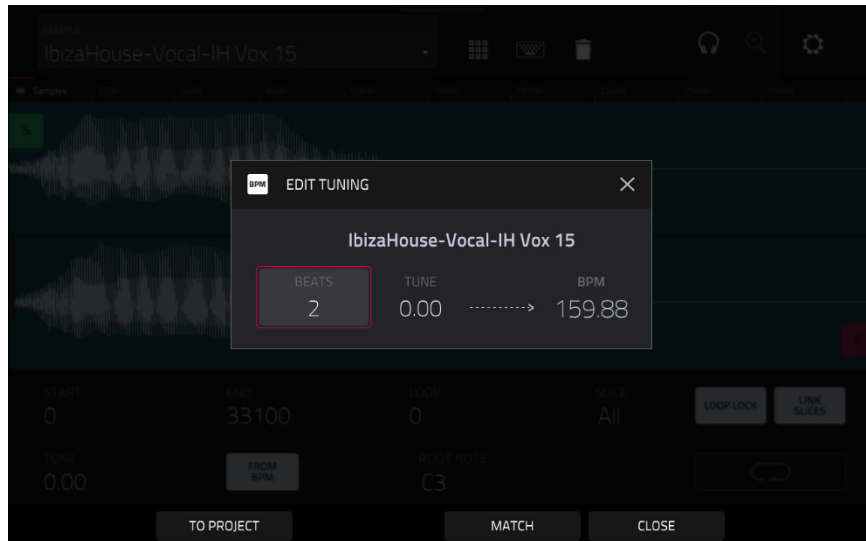 SAMPLE
IbizaHouse-Vocal-IH Vox 15
Samples
S
BPM EDIT TUNING
IbizaHouse-Vocal-IH Vox 15
BEATS TUNE BPM
2 0.00 159.88
START END LOOP SLICE
0 33100 0 All
LOOP LOCK LINK SLICES
TUNE FROM BPM ROOT NOTE
0.00 C3
TO PROJECT MATCH CLOSE